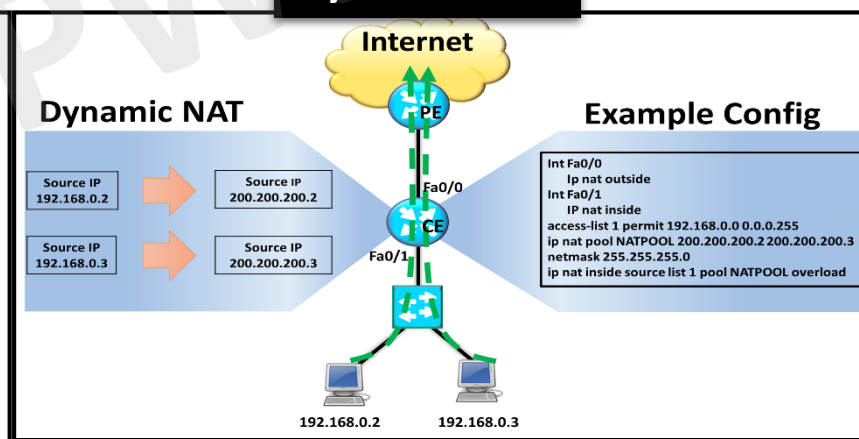 Internet
PE
Dynamic NAT
Example Config
Source IP
192.168.0.2
Source IP
200.200.200.2
Source IP
192.168.0.3
Source IP
200.200.200.3
Fa0/0
CE
Fa0/1
Int Fa0/0
Ip nat outside
Int Fa0/1
IP nat inside
access-list 1 permit 192.168.0.0 0.0.0.255
ip nat pool NATPOOL 200.200.200.2 200.200.200.3
netmask 255.255.255.0
ip nat inside source list 1 pool NATPOOL overload
192.168.0.2
192.168.0.3